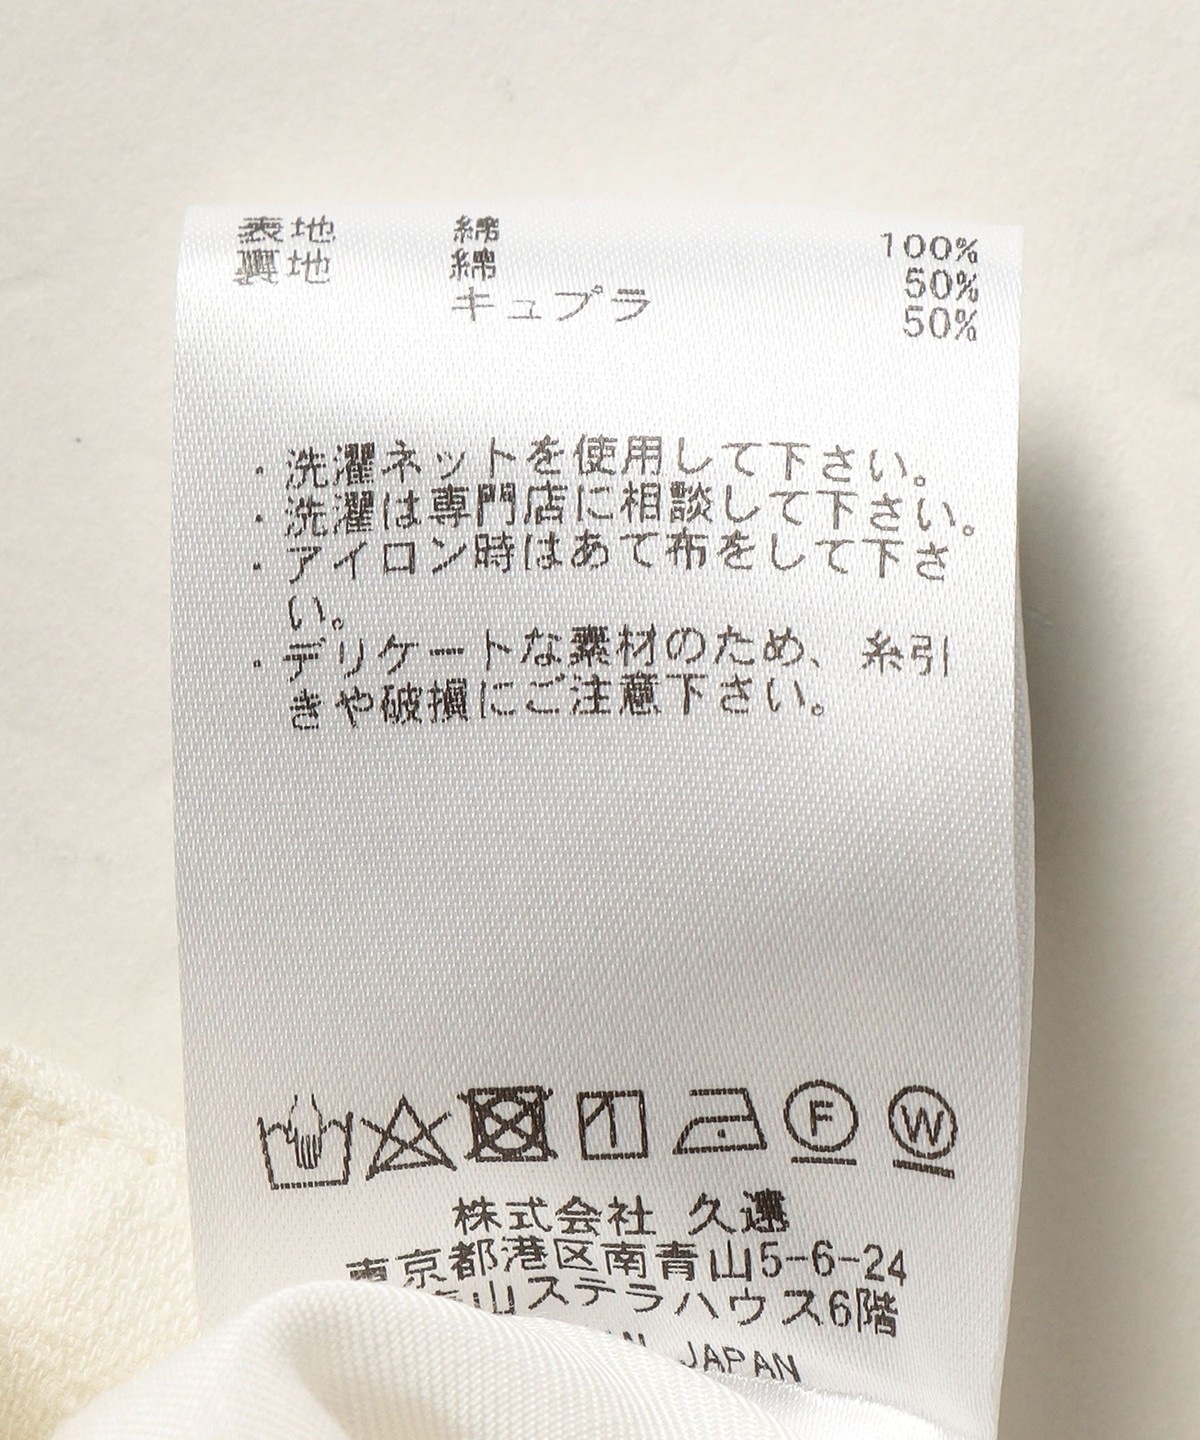 表地 綿 100%
裏地 綿 50%
キュプラ 50%
・洗濯ネットを使用して下さい。
・洗濯は専門店に相談して下さい。
・アイロン時はあて布をして下さ
い。
・デリケートな素材のため、糸引
きや破損にご注意下さい。
F W
株式会社 久遠
東京都港区南青山5-6-24
山ステラハウス6階
IN JAPAN